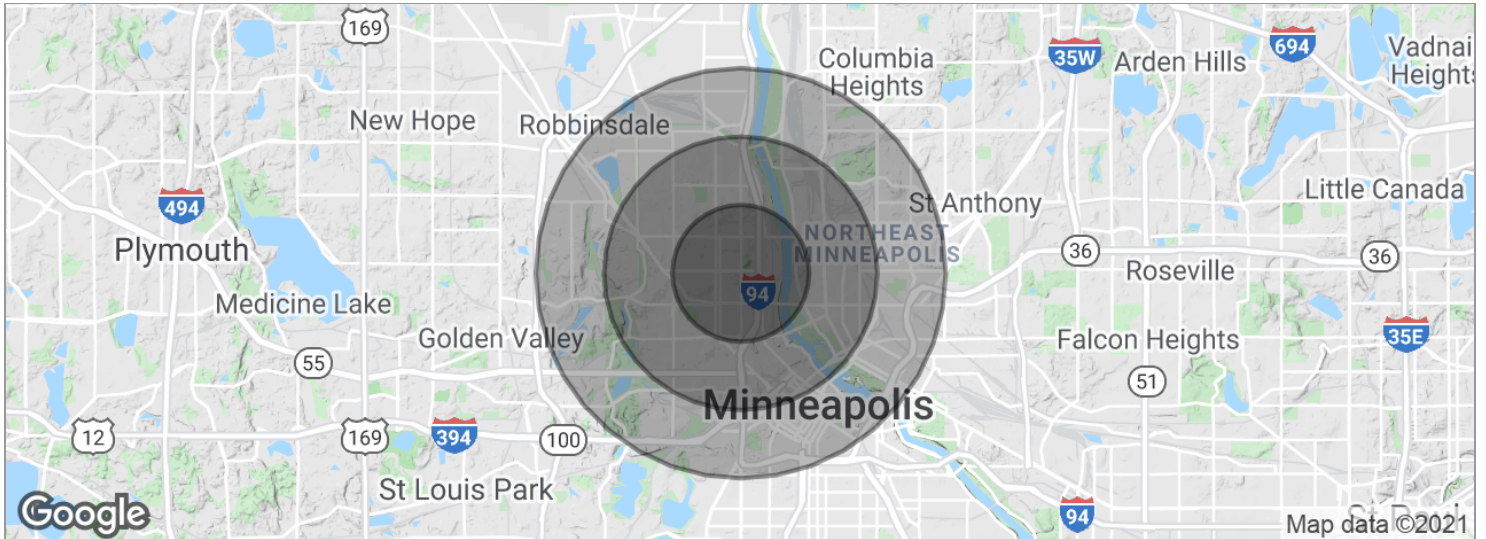 169
Columbia
Heights
35W
Arden Hills
694
Vadnai
Heights
New Hope
Robbinsdale
494
Plymouth
St Anthony
Little Canada
NORTHEAST
MINNEAPOLIS
36
36
Roseville
94
Medicine Lake
Golden Valley
55
Falcon Heights
35E
51
Minneapolis
12
169
394
100
St Louis Park
94
Google
Map data ©2021